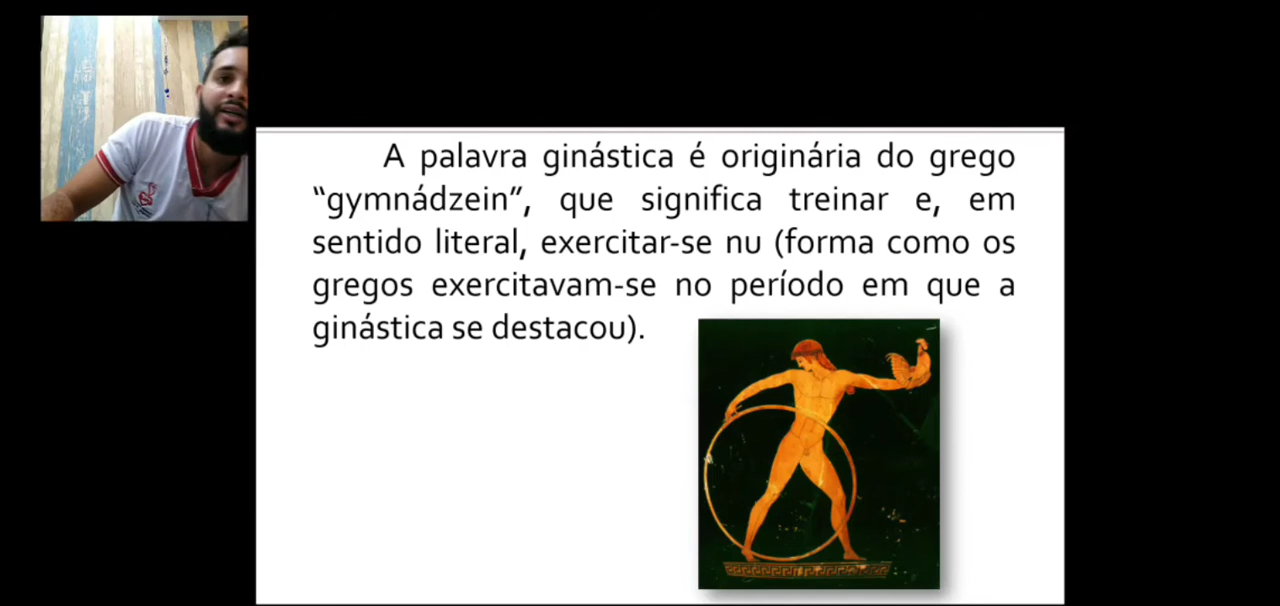 A palavra ginástica é originária do grego
“gymnádzein”, que significa treinar e, em
sentido literal, exercitar-se nu (forma como os
gregos exercitavam-se no período em que a
ginástica se destacou).